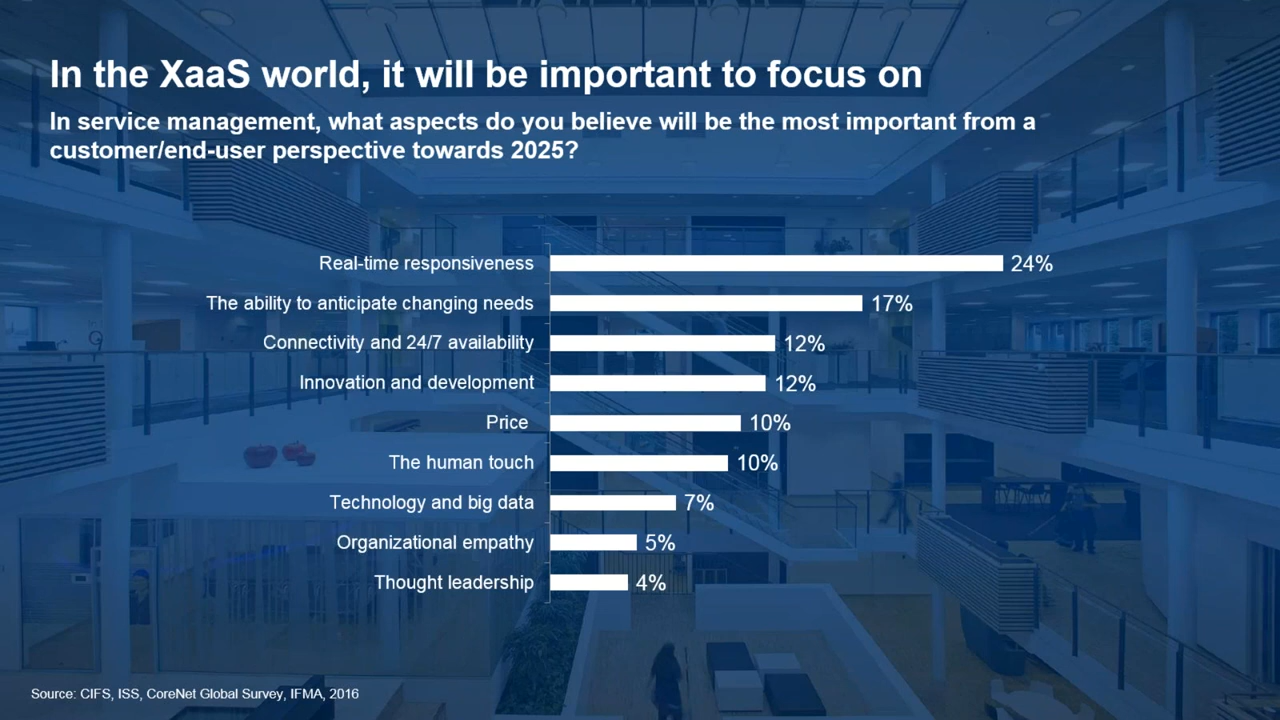 In the XaaS world, it will be important to focus on
In service management, what aspects do you believe will be the most important from a
customer/end-user perspective towards 2025?
Real-time responsiveness 24%
The ability to anticipate changing needs 17%
Connectivity and 24/7 availability 12%
Innovation and development 12%
Price 10%
The human touch 10%
Technology and big data 7%
Organizational empathy 5%
Thought leadership 4%
Source: CIFS, ISS, CoreNet Global Survey, IFMA, 2016